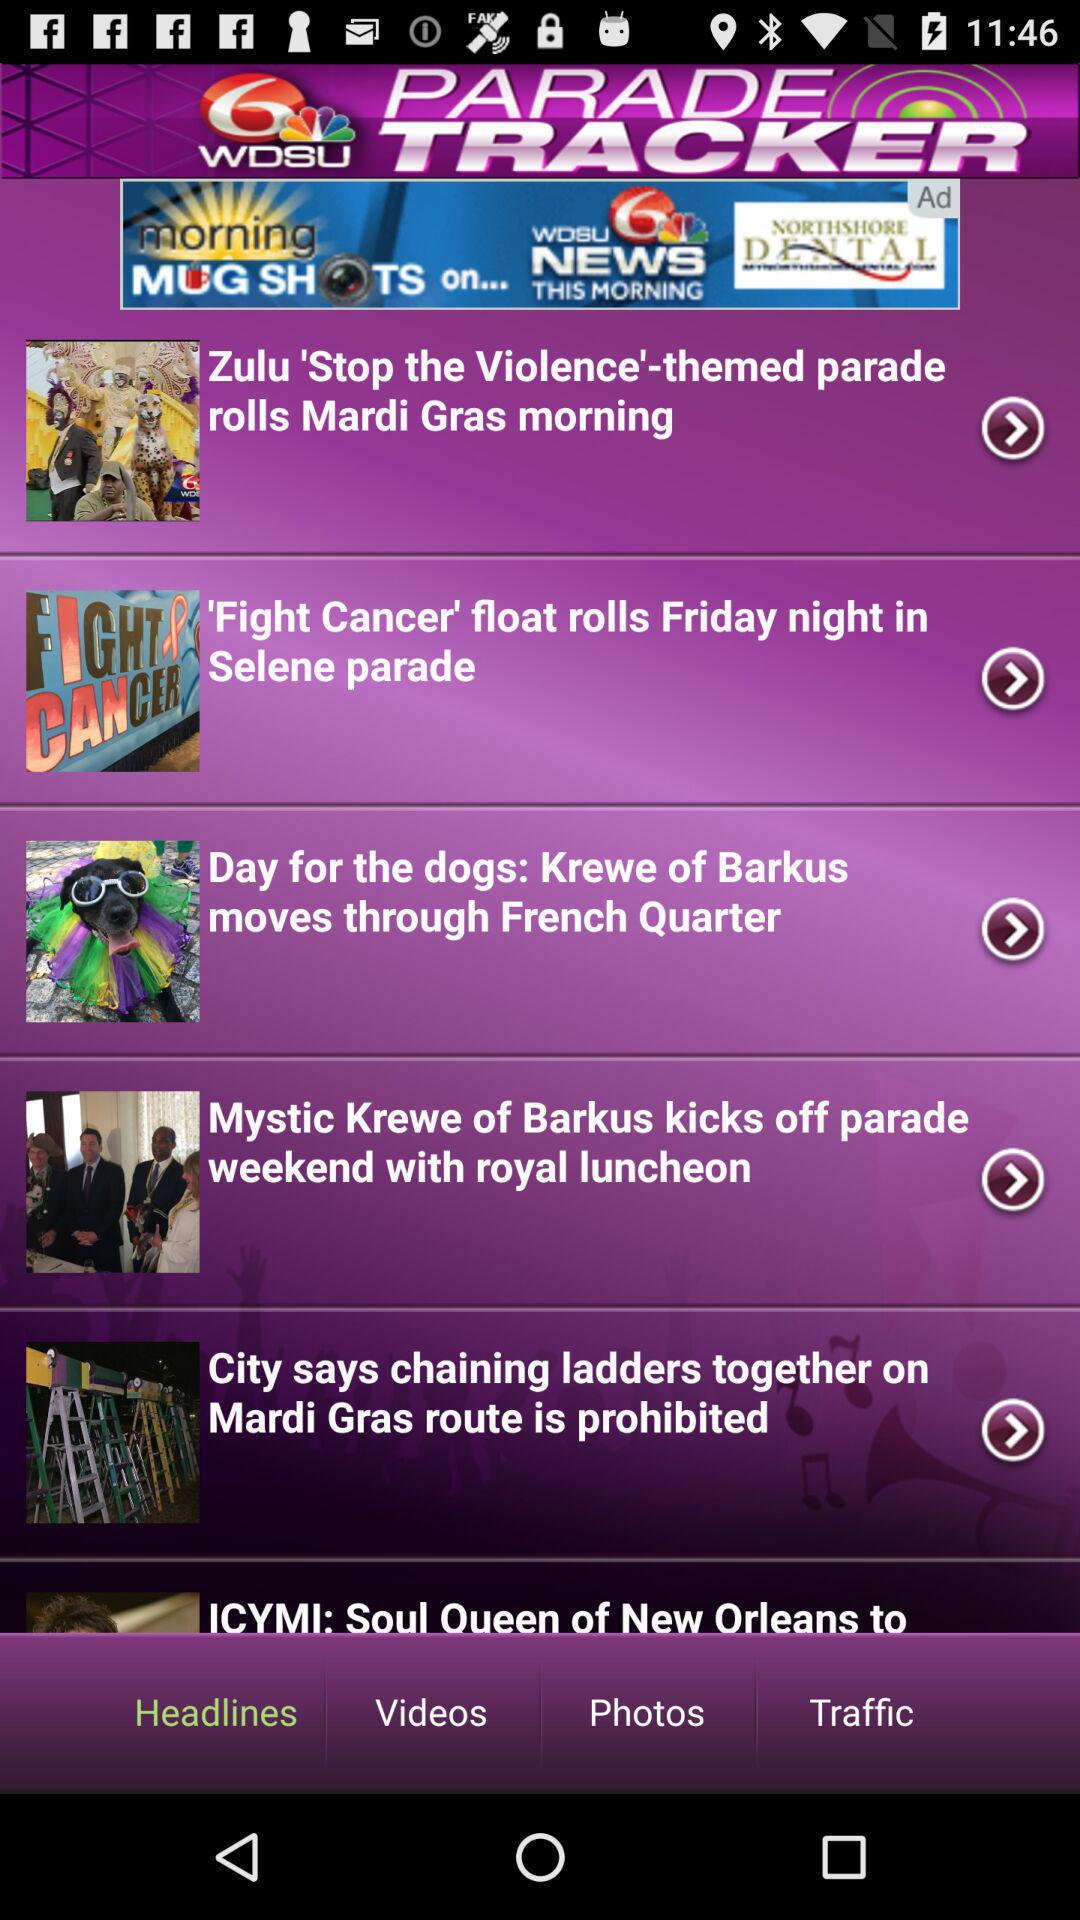 FAKE
11:46
6 WDSU
PARADE
TRACKER
Ad
morning
MUG SHOTS on...
WDSU 6
NEWS
THIS MORNING
NORTHSHORE
DENTAL
MYNORTHSHOREDENTAL.COM
Zulu 'Stop the Violence'-themed parade
rolls Mardi Gras morning
'Fight Cancer' float rolls Friday night in
Selene parade
FIGHT
CANCER
Day for the dogs: Krewe of Barkus
moves through French Quarter
Mystic Krewe of Barkus kicks off parade
weekend with royal luncheon
City says chaining ladders together on
Mardi Gras route is prohibited
ICYMI: Soul Queen of New Orleans to
Headlines
Videos
Photos
Traffic